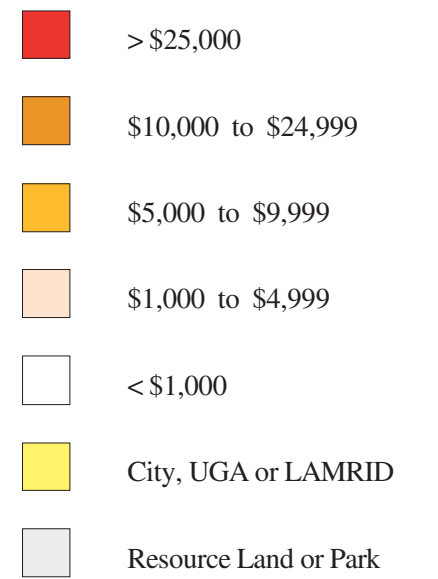 > $25,000
$10,000 to $24,999
$5,000 to $9,999
$1,000 to $4,999
< $1,000
City, UGA or LAMRID
Resource Land or Park